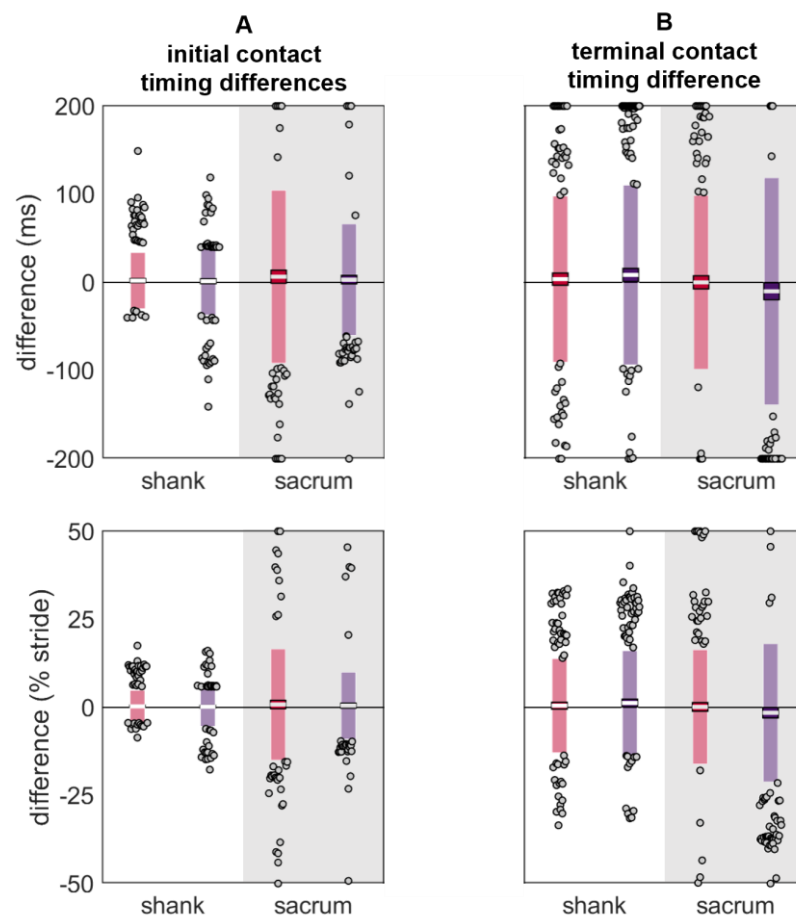 A
initial contact
timing differences
B
terminal contact
timing difference
difference (ms)
200
100
0
-100
-200
shank
sacrum
shank
sacrum
difference (% stride)
50
25
0
-25
-50
shank
sacrum
shank
sacrum